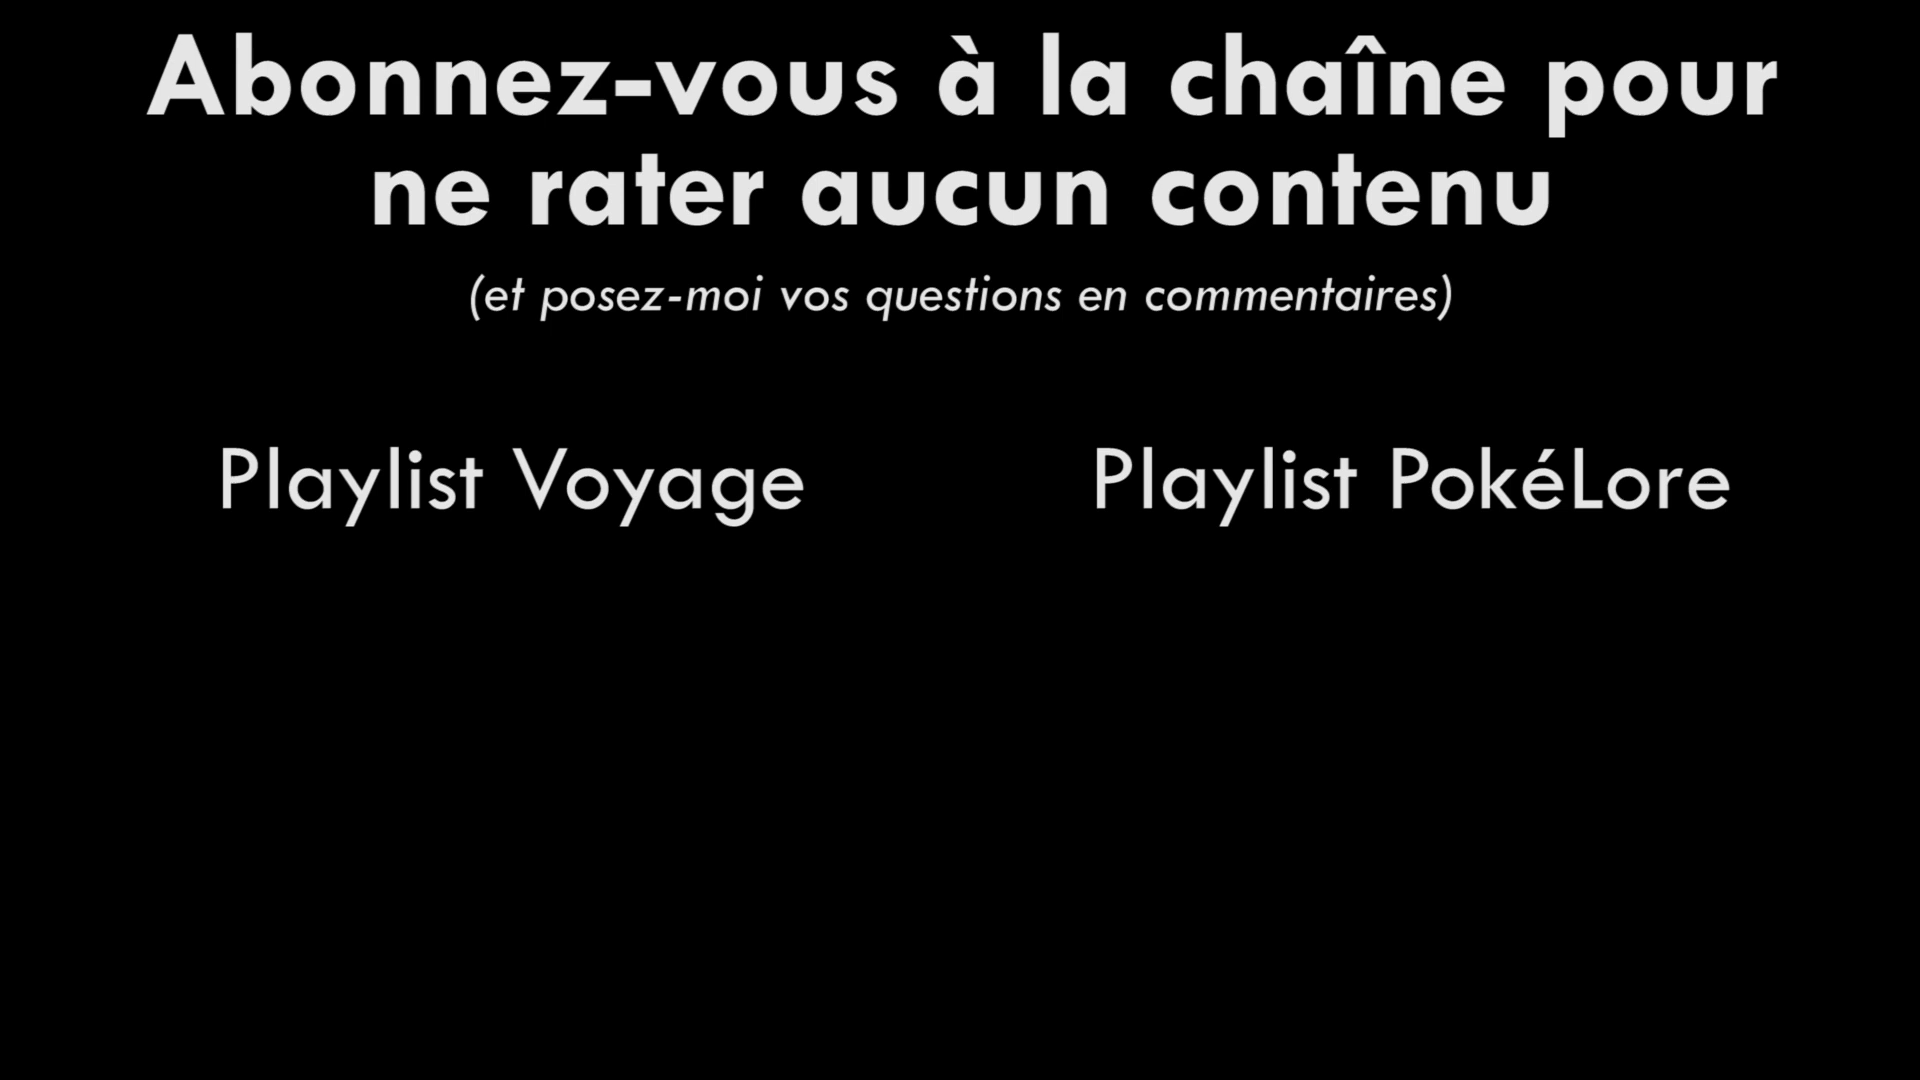 Abonnez-vous à la chaîne pour
ne rater aucun contenu
(et posez-moi vos questions en commentaires)
Playlist Voyage
Playlist PokéLore